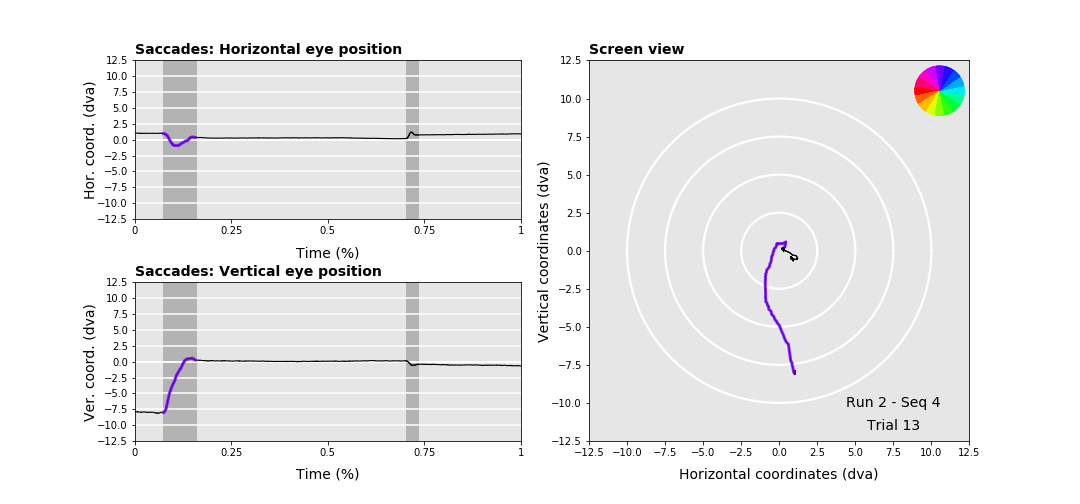 Saccades: Horizontal eye position
12.5
10.0
7.5
5.0
2.5
0.0
−2.5
−5.0
−7.5
−10.0
−12.5
Hor. coord. (dva)
0 0.25 0.5 0.75 1
Time (%)
Saccades: Vertical eye position
12.5
10.0
7.5
5.0
2.5
0.0
−2.5
−5.0
−7.5
−10.0
−12.5
Ver. coord. (dva)
0 0.25 0.5 0.75 1
Time (%)
Screen view
12.5
10.0
7.5
5.0
2.5
0.0
−2.5
−5.0
−7.5
−10.0
−12.5
Vertical coordinates (dva)
Run 2 - Seq 4
Trial 13
−12.5 −10.0 −7.5 −5.0 −2.5 0.0 2.5 5.0 7.5 10.0 12.5
Horizontal coordinates (dva)